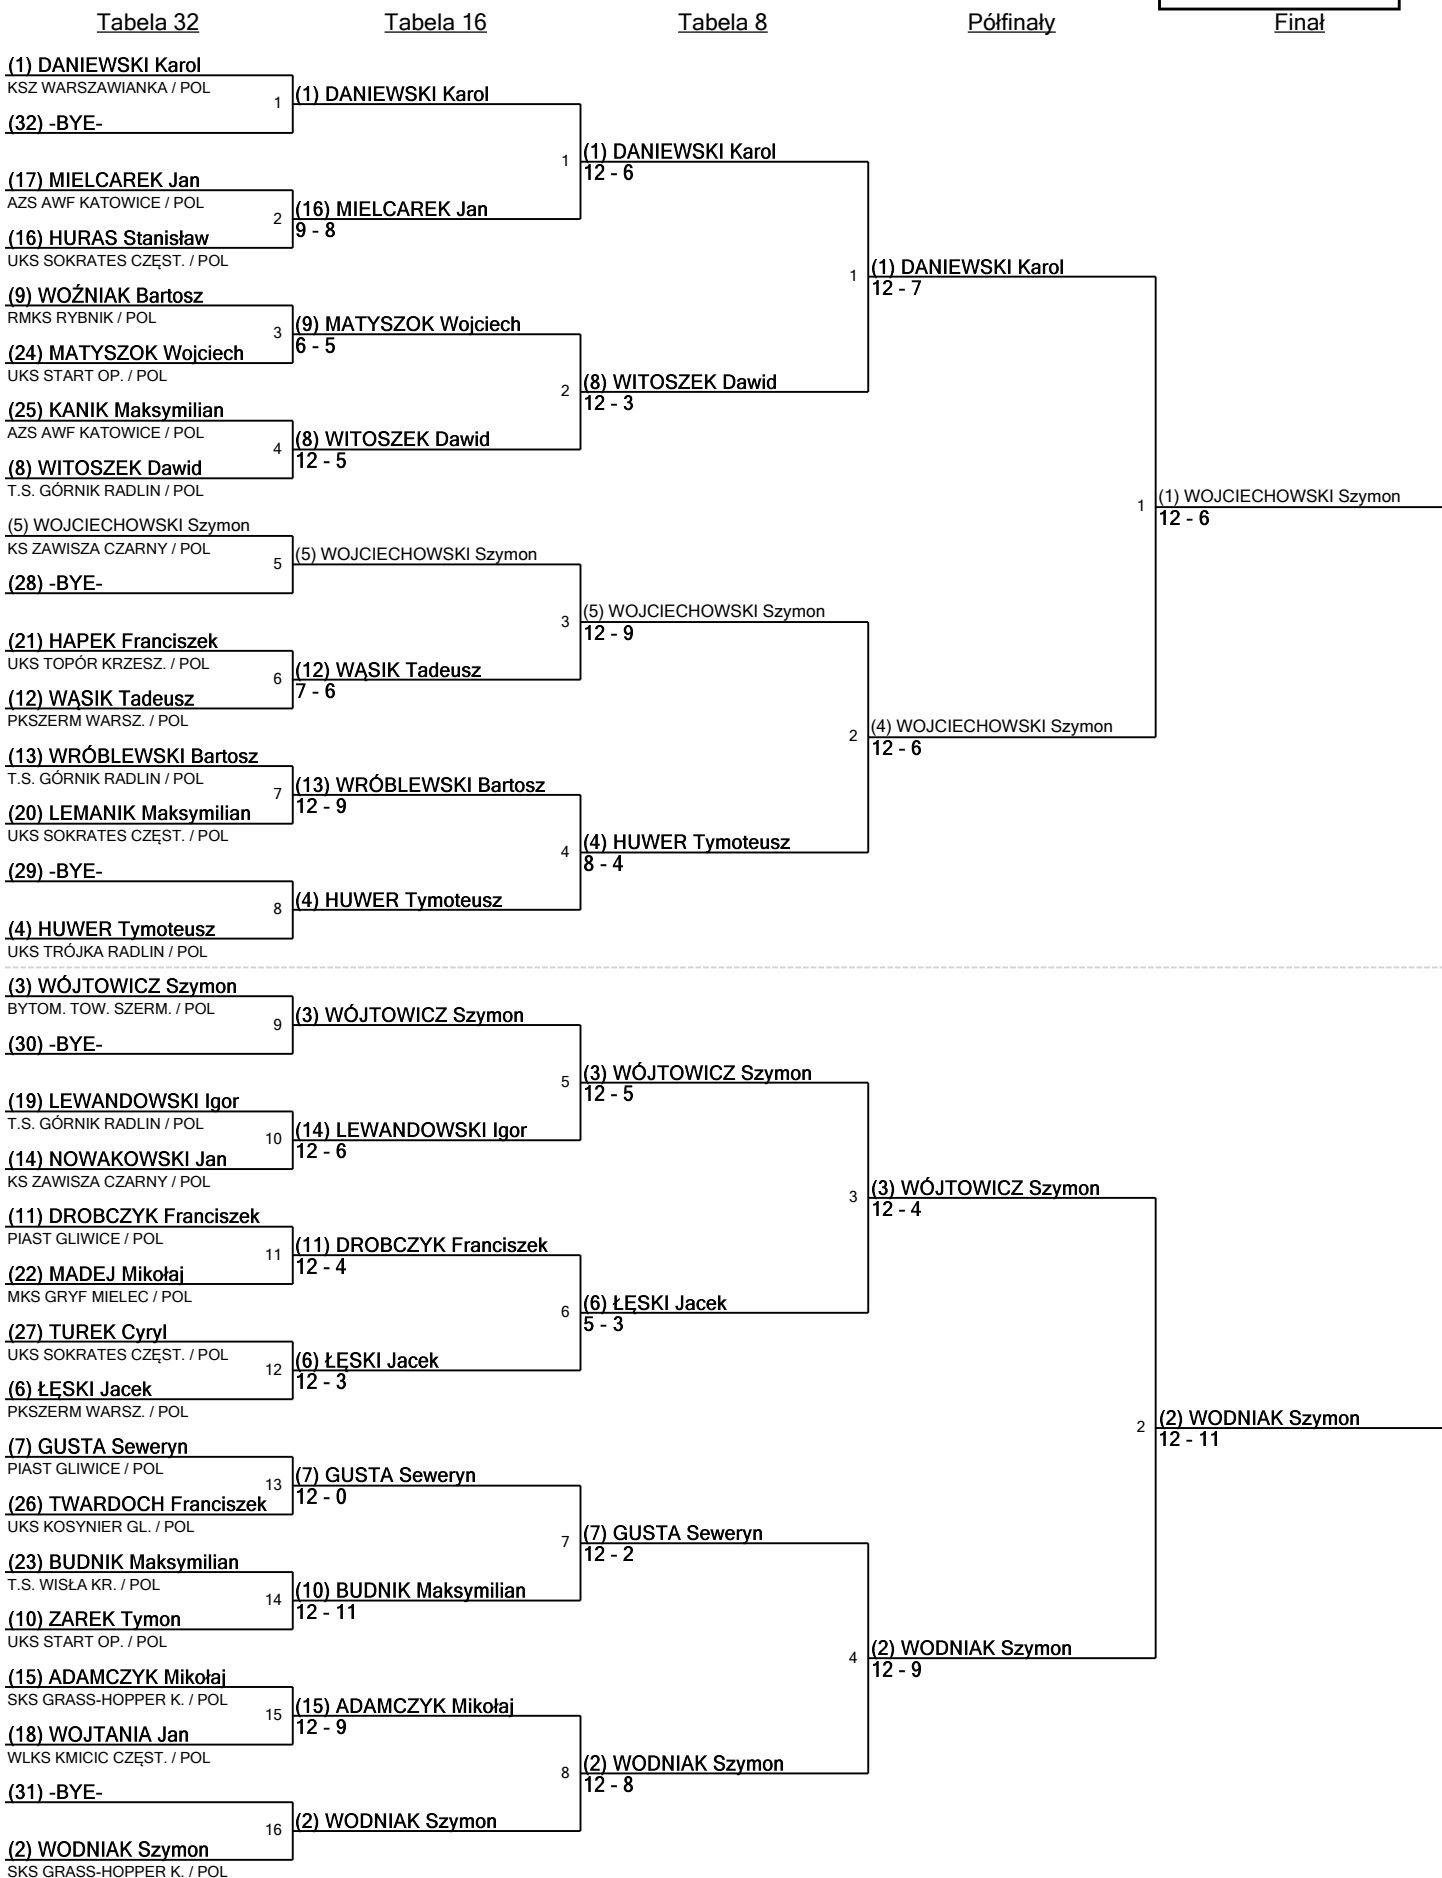 Tabela 32 Tabela 16 Tabela 8 Półfinały Finał
(1) DANIEWSKI Karol
KSZ WARSZAWIANKA / POL
1
(32) -BYE-
(17) MIELCAREK Jan
AZS AWF KATOWICE / POL
2
(16) HURAS Stanisław
UKS SOKRATES CZĘST. / POL
(9) WOŹNIAK Bartosz
RMKS RYBNIK / POL
3
(24) MATYSZOK Wojciech
UKS START OP. / POL
(25) KANIK Maksymilian
AZS AWF KATOWICE / POL
4
(8) WITOSZEK Dawid
T.S. GÓRNIK RADLIN / POL
(5) WOJCIECHOWSKI Szymon
KS ZAWISZA CZARNY / POL
5
(28) -BYE-
(21) HAPEK Franciszek
UKS TOPÓR KRZESZ. / POL
6
(12) WĄSIK Tadeusz
PKSZERM WARSZ. / POL
(13) WRÓBLEWSKI Bartosz
T.S. GÓRNIK RADLIN / POL
7
(20) LEMANIK Maksymilian
UKS SOKRATES CZĘST. / POL
(29) -BYE-
8
(4) HUWER Tymoteusz
UKS TRÓJKA RADLIN / POL
(3) WÓJTOWICZ Szymon
BYTOM. TOW. SZERM. / POL
9
(30) -BYE-
(19) LEWANDOWSKI Igor
T.S. GÓRNIK RADLIN / POL
10
(14) NOWAKOWSKI Jan
KS ZAWISZA CZARNY / POL
(11) DROBCZYK Franciszek
PIAST GLIWICE / POL
11
(22) MADEJ Mikołaj
MKS GRYF MIELEC / POL
(27) TUREK Cyryl
UKS SOKRATES CZĘST. / POL
12
(6) ŁĘSKI Jacek
PKSZERM WARSZ. / POL
(7) GUSTA Seweryn
PIAST GLIWICE / POL
13
(26) TWARDOCH Franciszek
UKS KOSYNIER GL. / POL
(23) BUDNIK Maksymilian
T.S. WISŁA KR. / POL
14
(10) ZAREK Tymon
UKS START OP. / POL
(15) ADAMCZYK Mikołaj
SKS GRASS-HOPPER K. / POL
15
(18) WOJTANIA Jan
WLKS KMICIC CZĘST. / POL
(31) -BYE-
16
(2) WODNIAK Szymon
SKS GRASS-HOPPER K. / POL
(1) DANIEWSKI Karol
1
(16) MIELCAREK Jan
9 - 8
(9) MATYSZOK Wojciech
6 - 5
2
(8) WITOSZEK Dawid
12 - 5
(5) WOJCIECHOWSKI Szymon
3
(12) WĄSIK Tadeusz
7 - 6
(13) WRÓBLEWSKI Bartosz
12 - 9
4
(4) HUWER Tymoteusz
(3) WÓJTOWICZ Szymon
5
(14) LEWANDOWSKI Igor
12 - 6
(11) DROBCZYK Franciszek
12 - 4
6
(6) ŁĘSKI Jacek
12 - 3
(7) GUSTA Seweryn
12 - 0
7
(10) BUDNIK Maksymilian
12 - 11
(15) ADAMCZYK Mikołaj
12 - 9
8
(2) WODNIAK Szymon
(1) DANIEWSKI Karol
12 - 6
1
(8) WITOSZEK Dawid
12 - 3
(5) WOJCIECHOWSKI Szymon
12 - 9
2
(4) HUWER Tymoteusz
8 - 4
(3) WÓJTOWICZ Szymon
12 - 5
3
(6) ŁĘSKI Jacek
5 - 3
(7) GUSTA Seweryn
12 - 2
4
(2) WODNIAK Szymon
12 - 8
(1) DANIEWSKI Karol
12 - 7
1
(4) WOJCIECHOWSKI Szymon
12 - 6
(3) WÓJTOWICZ Szymon
12 - 4
2
(2) WODNIAK Szymon
12 - 9
(1) WOJCIECHOWSKI Szymon
12 - 6
(2) WODNIAK Szymon
12 - 11